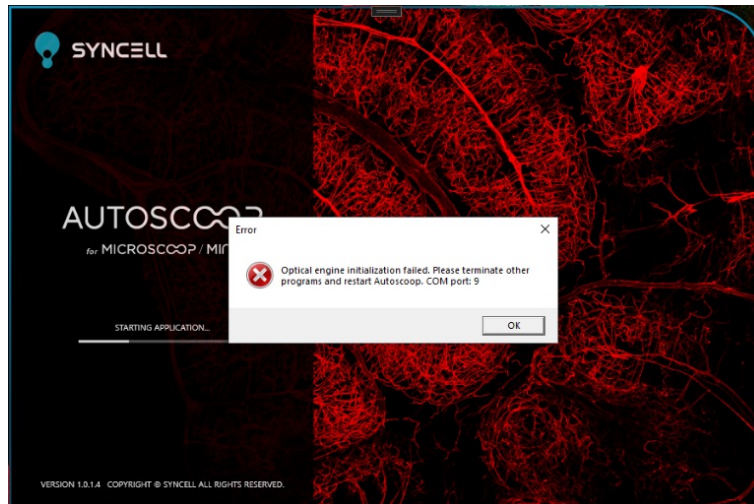 SYNCELL
AUTOSCOOP
for MICROSCOOP /
STARTING APPLICATION...
Error
Optical engine initialization failed. Please terminate other
programs and restart Autoscoop. COM port: 9
OK
VERSION 1.0.1.4 COPYRIGHT © SYNCELL ALL RIGHTS RESERVED.